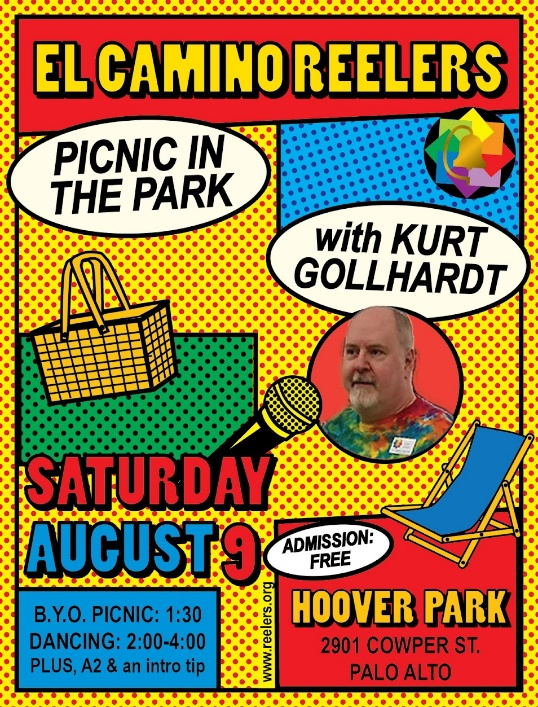 EL CAMINO REELERS
PICNIC IN
THE PARK
with KURT
GOLLHARDT
SATURDAY
AUGUST 9
ADMISSION:
FREE
B.Y.O. PICNIC: 1:30
DANCING: 2:00-4:00
PLUS, A2 & an intro tip
www.reelers.org
HOOVER PARK
2901 COWPER ST.
PALO ALTO